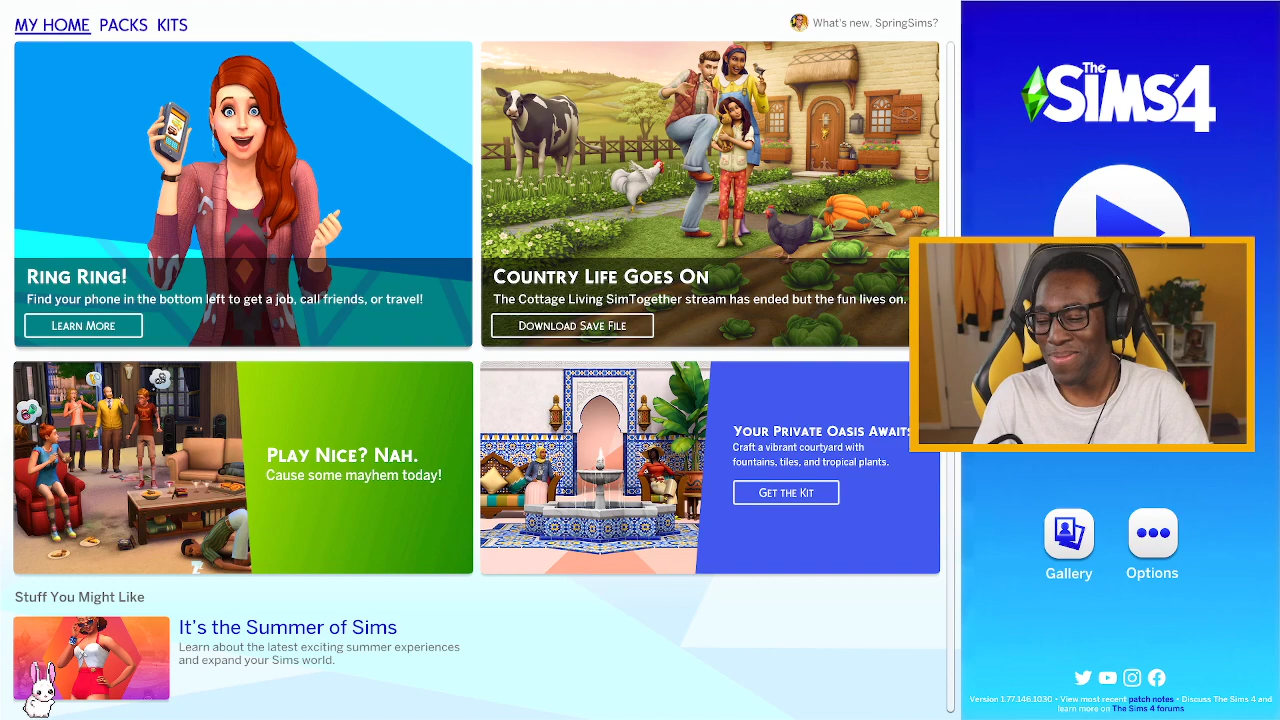 MY HOME PACKS KITS
What's new, SpringSims?
The Sims 4
Ring Ring!
Find your phone in the bottom left to get a job, call friends, or travel!
Learn More
Country Life Goes On
The Cottage Living SimTogether stream has ended but the fun lives on.
Download Save File
Play Nice? Nah.
Cause some mayhem today!
Your Private Oasis Awaits
Craft a vibrant courtyard with
fountains, tiles, and tropical plants.
Get the Kit
Gallery
Options
Stuff You Might Like
It's the Summer of Sims
Learn about the latest exciting summer experiences
and expand your Sims world.
Version 1.77.146.1030 - View most recent patch notes - Discuss The Sims 4 and
learn more on The Sims 4 forums